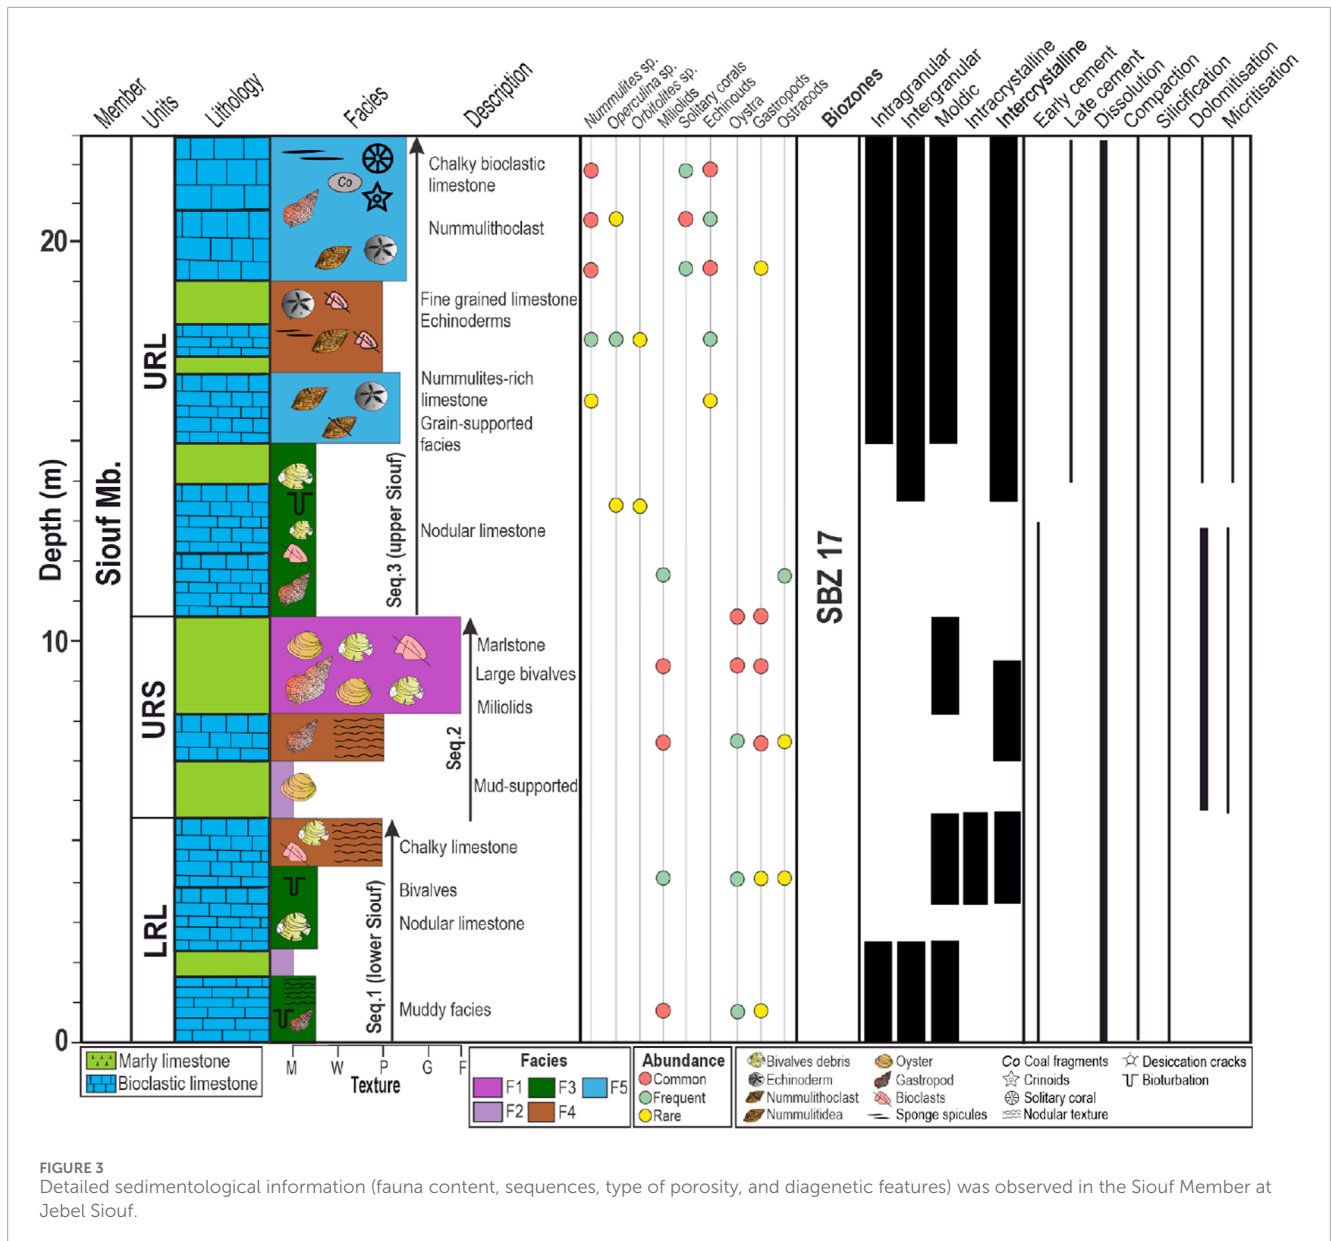 Member
Units
Lithology
Facies
Description
Nummulites sp.
Operculina sp.
Orbitolites sp.
Miliolids
Solitary corals
Echinouds
Oystra
Gastropods
Ostracods
Biozones
Intragranular
Intergranular
Moldic
Intracrystalline
Intercrystalline
Early cement
Late cement
Dissolution
Compaction
Silicification
Dolomitisation
Micritisation
Depth (m)
20
10
0
Siouf Mb.
URL
URS
LRL
Co
Seq.3 (upper Siouf)
Seq.2
Seq.1 (lower Siouf)
Chalky bioclastic
limestone
Nummulithoclast
Fine grained limestone
Echinoderms
Nummulites-rich
limestone
Grain-supported
facies
Nodular limestone
Marlstone
Large bivalves
Miliolids
Mud-supported
Chalky limestone
Bivalves
Nodular limestone
Muddy facies
SBZ 17
Marly limestone
Bioclastic limestone
M W P G F
Texture
Facies
F1 F3 F5
F2 F4
Abundance
Common
Frequent
Rare
Bivalves debris
Echinoderm
Nummulithoclast
Nummulitidea
Oyster
Gastropod
Bioclasts
Sponge spicules
Co Coal fragments
Crinoids
Solitary coral
Nodular texture
Desiccation cracks
Bioturbation
FIGURE 3
Detailed sedimentological information (fauna content, sequences, type of porosity, and diagenetic features) was observed in the Siouf Member at
Jebel Siouf.